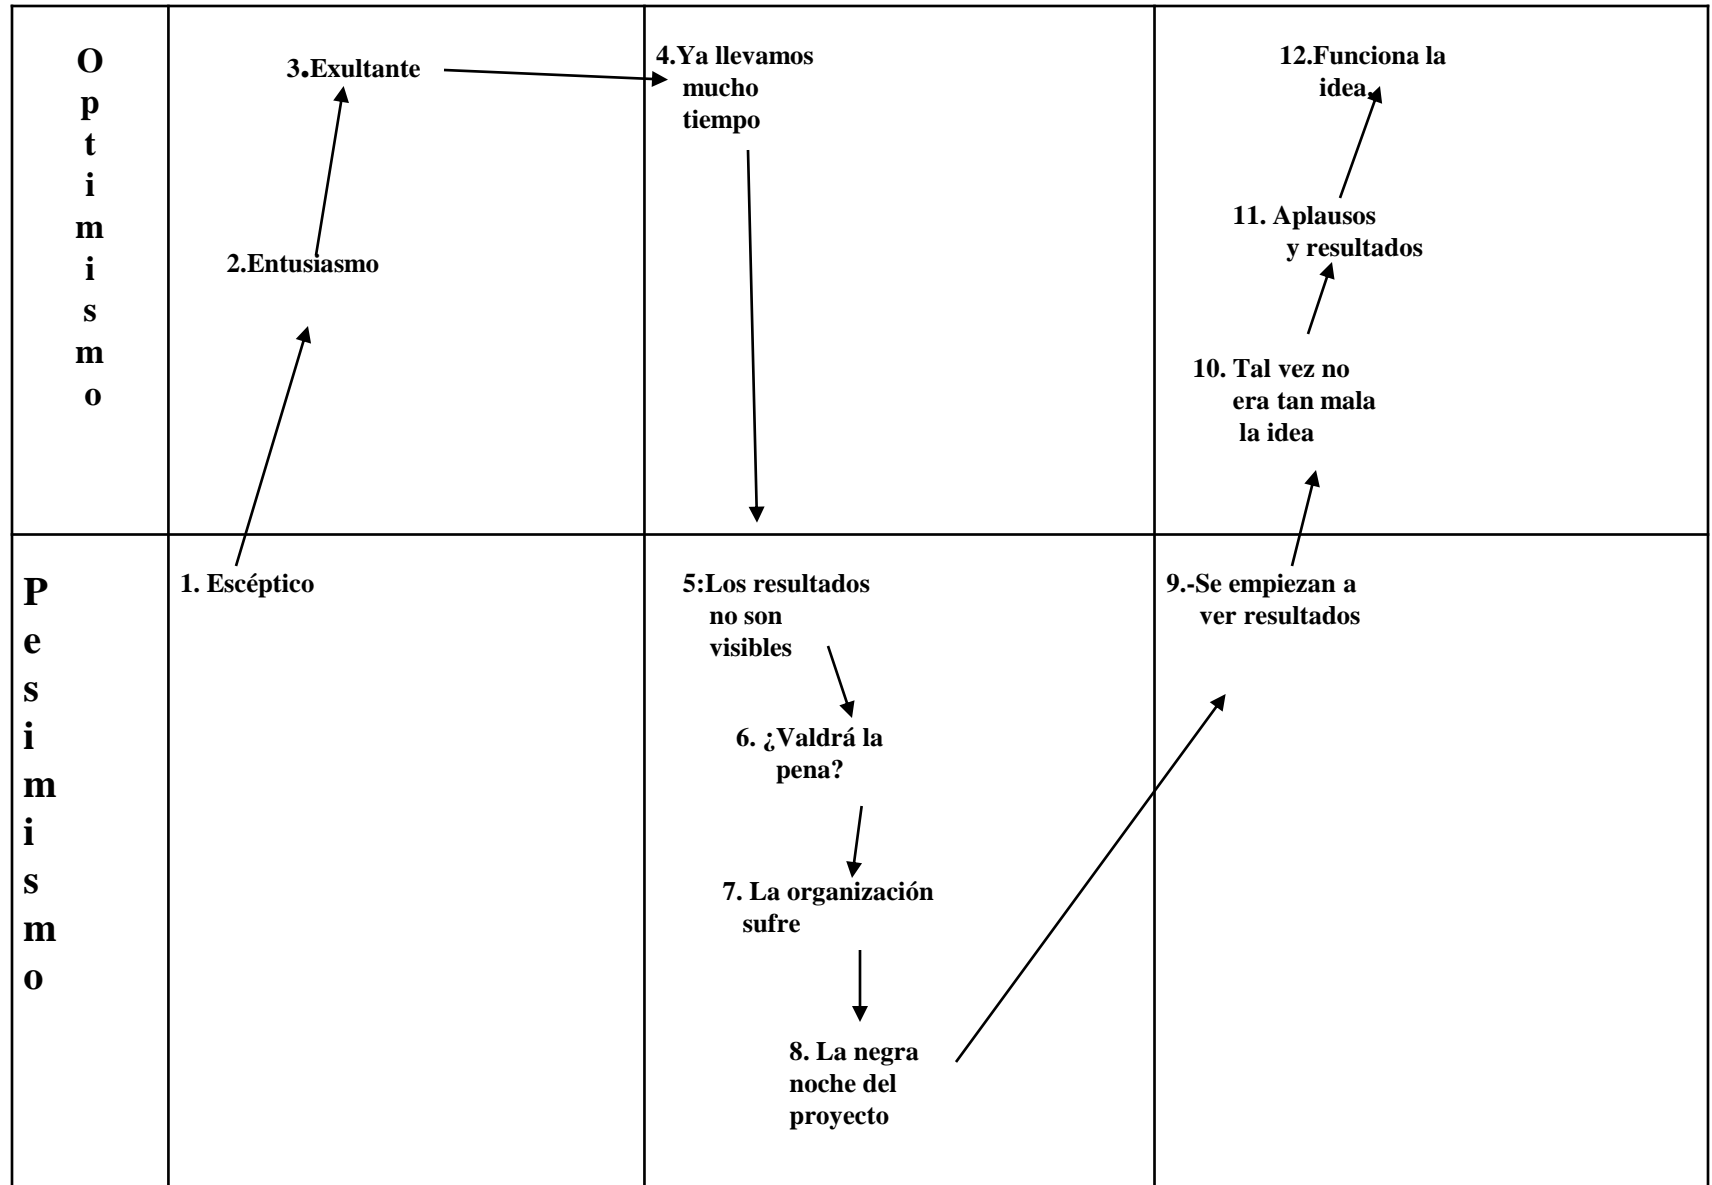 Optimismo
3.Exultante
2.Entusiasmo
4.Ya llevamos
mucho
tiempo
12.Funciona la
idea.
11. Aplausos
y resultados
10. Tal vez no
era tan mala
la idea
Pesimismo
1. Escéptico
5:Los resultados
no son
visibles
6. ¿Valdrá la
pena?
7. La organización
sufre
8. La negra
noche del
proyecto
9.-Se empiezan a
ver resultados